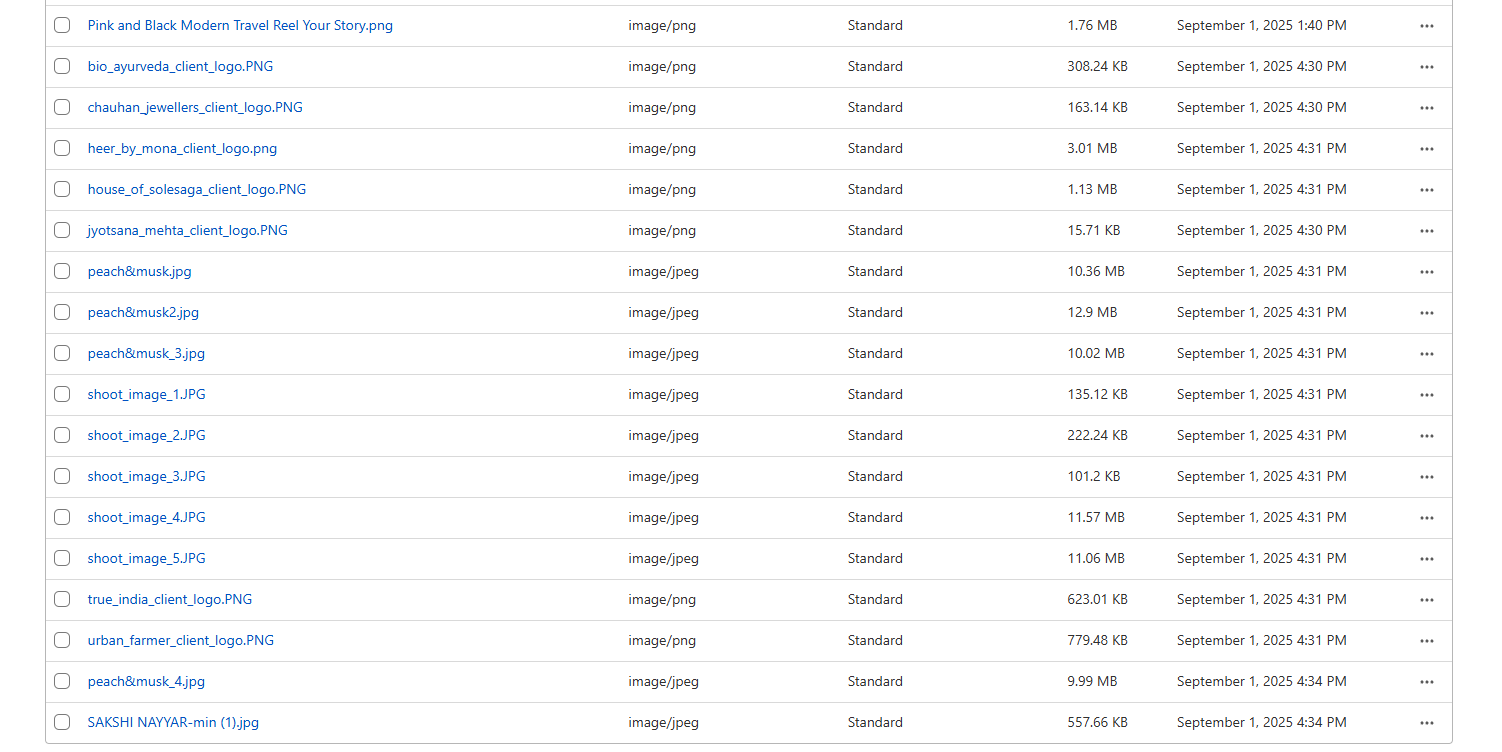 Pink and Black Modern Travel Reel Your Story.png image/png Standard 1.76 MB September 1, 2025 1:40 PM
bio_ayurveda_client_logo.PNG image/png Standard 308.24 KB September 1, 2025 4:30 PM
chauhan_jewellers_client_logo.PNG image/png Standard 163.14 KB September 1, 2025 4:30 PM
heer_by_mona_client_logo.png image/png Standard 3.01 MB September 1, 2025 4:31 PM
house_of_solesaga_client_logo.PNG image/png Standard 1.13 MB September 1, 2025 4:31 PM
jyotsana_mehta_client_logo.PNG image/png Standard 15.71 KB September 1, 2025 4:30 PM
peach&musk.jpg image/jpeg Standard 10.36 MB September 1, 2025 4:31 PM
peach&musk2.jpg image/jpeg Standard 12.9 MB September 1, 2025 4:31 PM
peach&musk_3.jpg image/jpeg Standard 10.02 MB September 1, 2025 4:31 PM
shoot_image_1.JPG image/jpeg Standard 135.12 KB September 1, 2025 4:31 PM
shoot_image_2.JPG image/jpeg Standard 222.24 KB September 1, 2025 4:31 PM
shoot_image_3.JPG image/jpeg Standard 101.2 KB September 1, 2025 4:31 PM
shoot_image_4.JPG image/jpeg Standard 11.57 MB September 1, 2025 4:31 PM
shoot_image_5.JPG image/jpeg Standard 11.06 MB September 1, 2025 4:31 PM
true_india_client_logo.PNG image/png Standard 623.01 KB September 1, 2025 4:31 PM
urban_farmer_client_logo.PNG image/png Standard 779.48 KB September 1, 2025 4:31 PM
peach&musk_4.jpg image/jpeg Standard 9.99 MB September 1, 2025 4:34 PM
SAKSHI NAYYAR-min (1).jpg image/jpeg Standard 557.66 KB September 1, 2025 4:34 PM